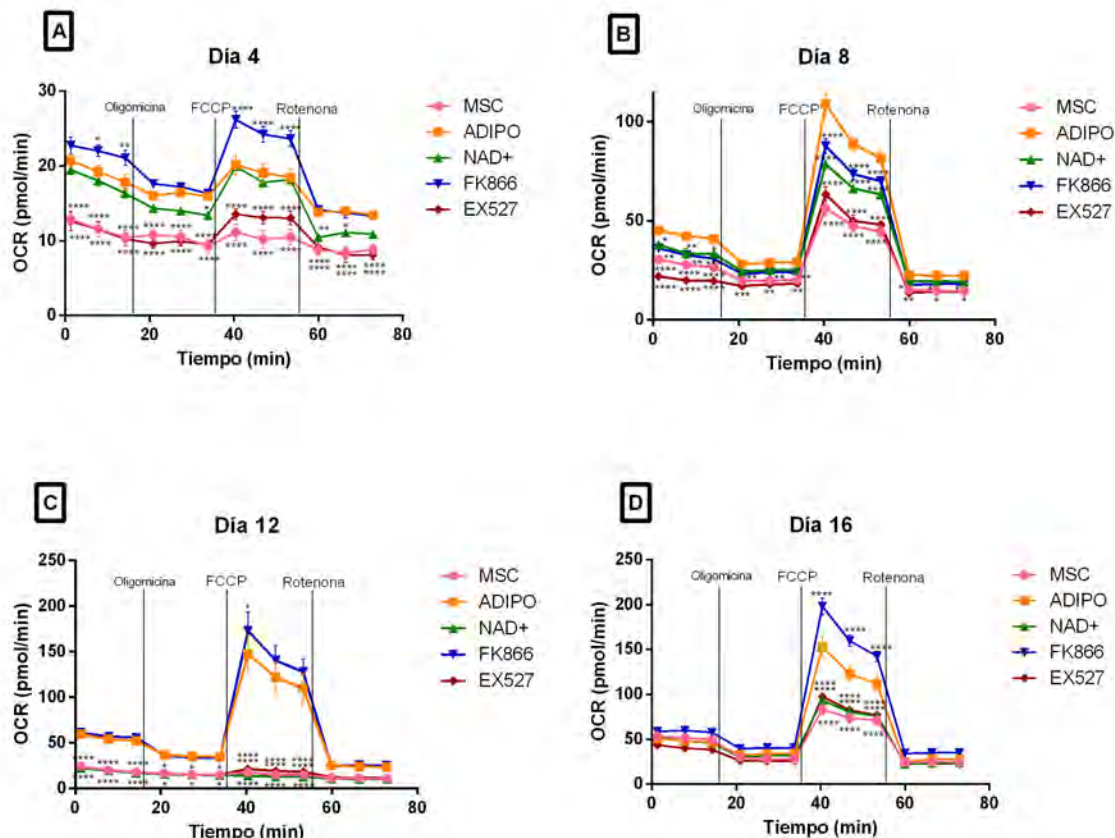 A
Día 4
30
20
10
0
OCR (pmol/min)
0 20 40 60 80
Tiempo (min)
Oligomicina
FCCP
Rotenona
MSC
ADIPO
NAD+
FK866
EX527
B
Día 8
100
50
0
OCR (pmol/min)
0 20 40 60 80
Tiempo (min)
Oligomicina
FCCP
Rotenona
MSC
ADIPO
NAD+
FK866
EX527
C
Día 12
250
200
150
100
50
0
OCR (pmol/min)
0 20 40 60 80
Tiempo (min)
Oligomicina
FCCP
Rotenona
MSC
ADIPO
NAD+
FK866
EX527
D
Día 16
250
200
150
100
50
0
OCR (pmol/min)
0 20 40 60 80
Tiempo (min)
Oligomicina
FCCP
Rotenona
MSC
ADIPO
NAD+
FK866
EX527